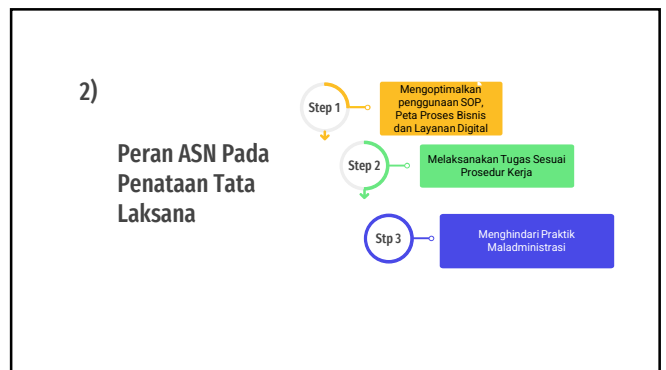 2)
Peran ASN Pada
Penataan Tata
Laksana
Step 1
Mengoptimalkan
penggunaan SOP,
Peta Proses Bisnis
dan Layanan Digital
Step 2
Melaksanakan Tugas Sesuai
Prosedur Kerja
Stp 3
Menghindari Praktik
Maladministrasi